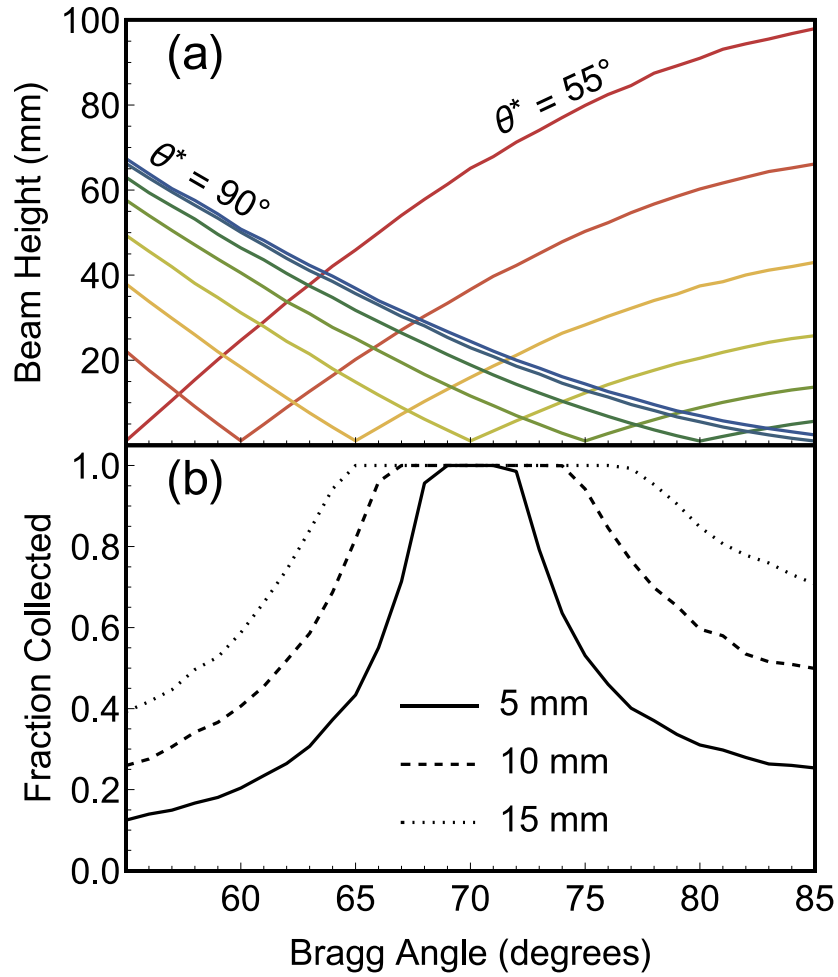 100
80
60
40
20
Beam Height (mm)
(a)
θ* = 55°
θ* = 90°
(b)
1.0
0.8
0.6
0.4
0.2
0.0
Fraction Collected
5 mm
10 mm
15 mm
60 65 70 75 80 85
Bragg Angle (degrees)